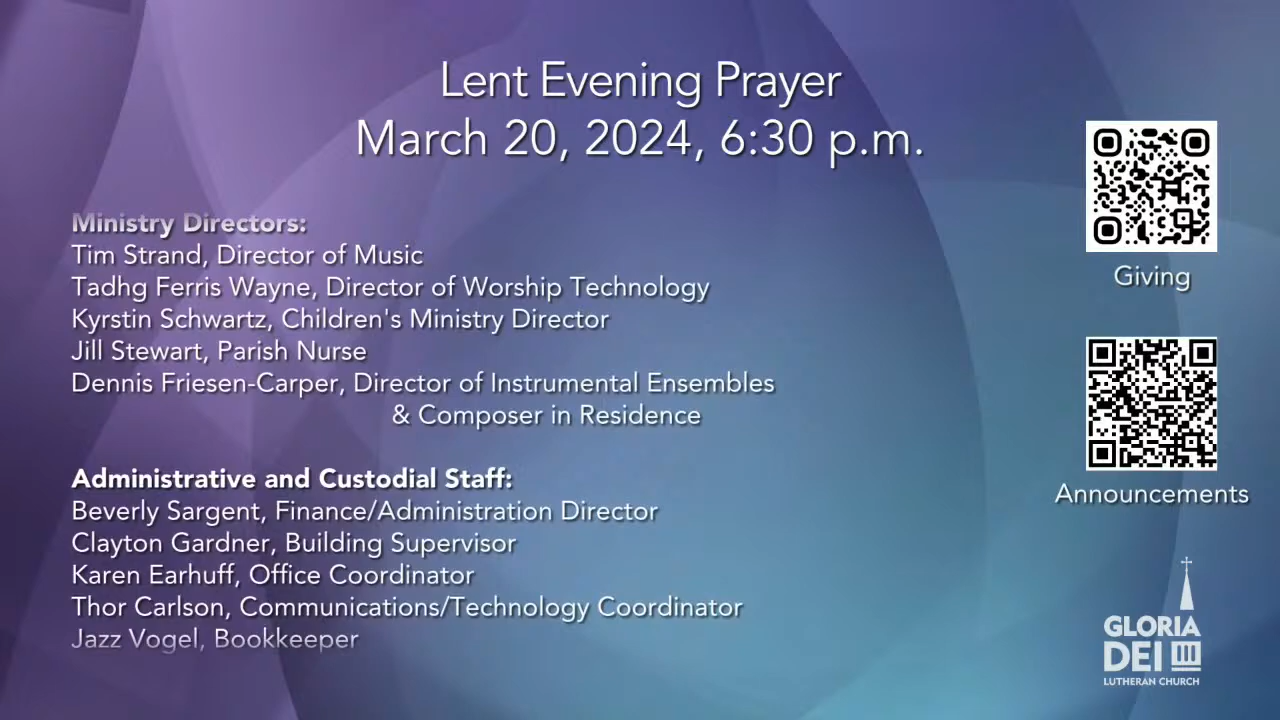 Lent Evening Prayer
March 20, 2024, 6:30 p.m.
Ministry Directors:
Tim Strand, Director of Music
Tadhg Ferris Wayne, Director of Worship Technology
Kyrstin Schwartz, Children's Ministry Director
Jill Stewart, Parish Nurse
Dennis Friesen-Carper, Director of Instrumental Ensembles
& Composer in Residence
Administrative and Custodial Staff:
Beverly Sargent, Finance/Administration Director
Clayton Gardner, Building Supervisor
Karen Earhuff, Office Coordinator
Thor Carlson, Communications/Technology Coordinator
Jazz Vogel, Bookkeeper
Giving
Announcements
GLORIA
DEI
LUTHERAN CHURCH